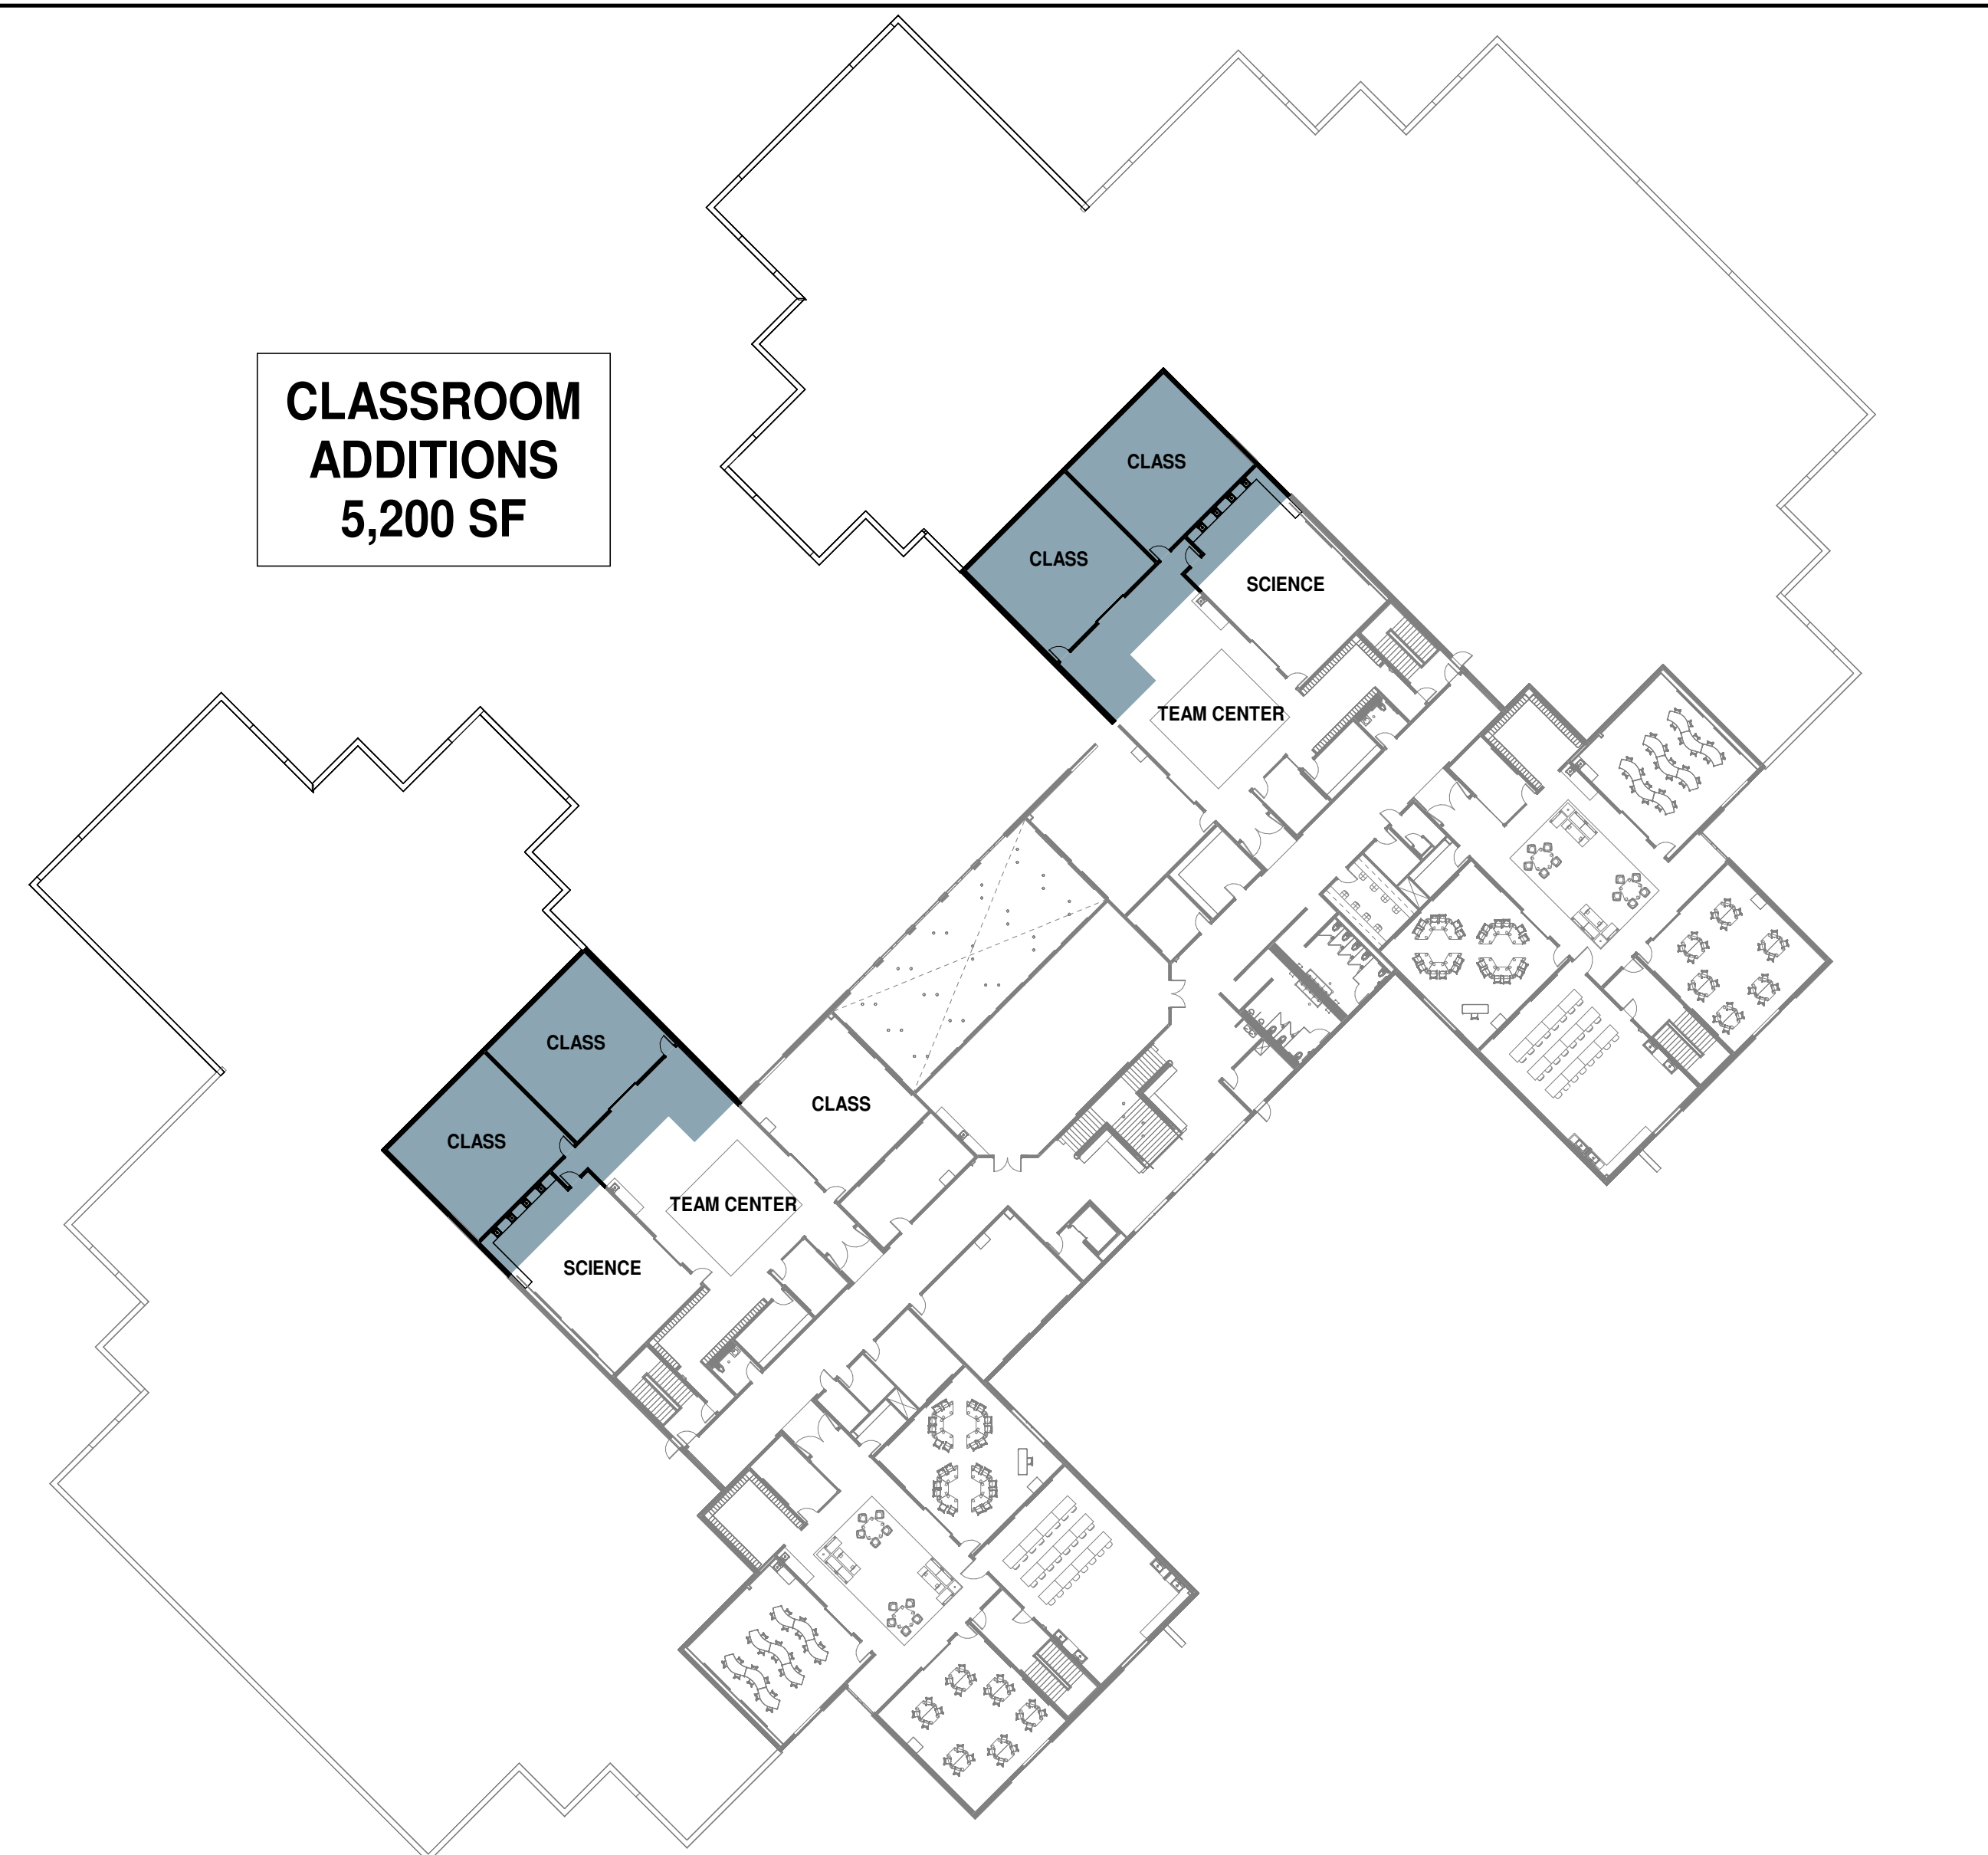 CLASSROOM
ADDITIONS
5,200 SF
CLASS
CLASS
SCIENCE
TEAM CENTER
CLASS
CLASS
CLASS
TEAM CENTER
SCIENCE